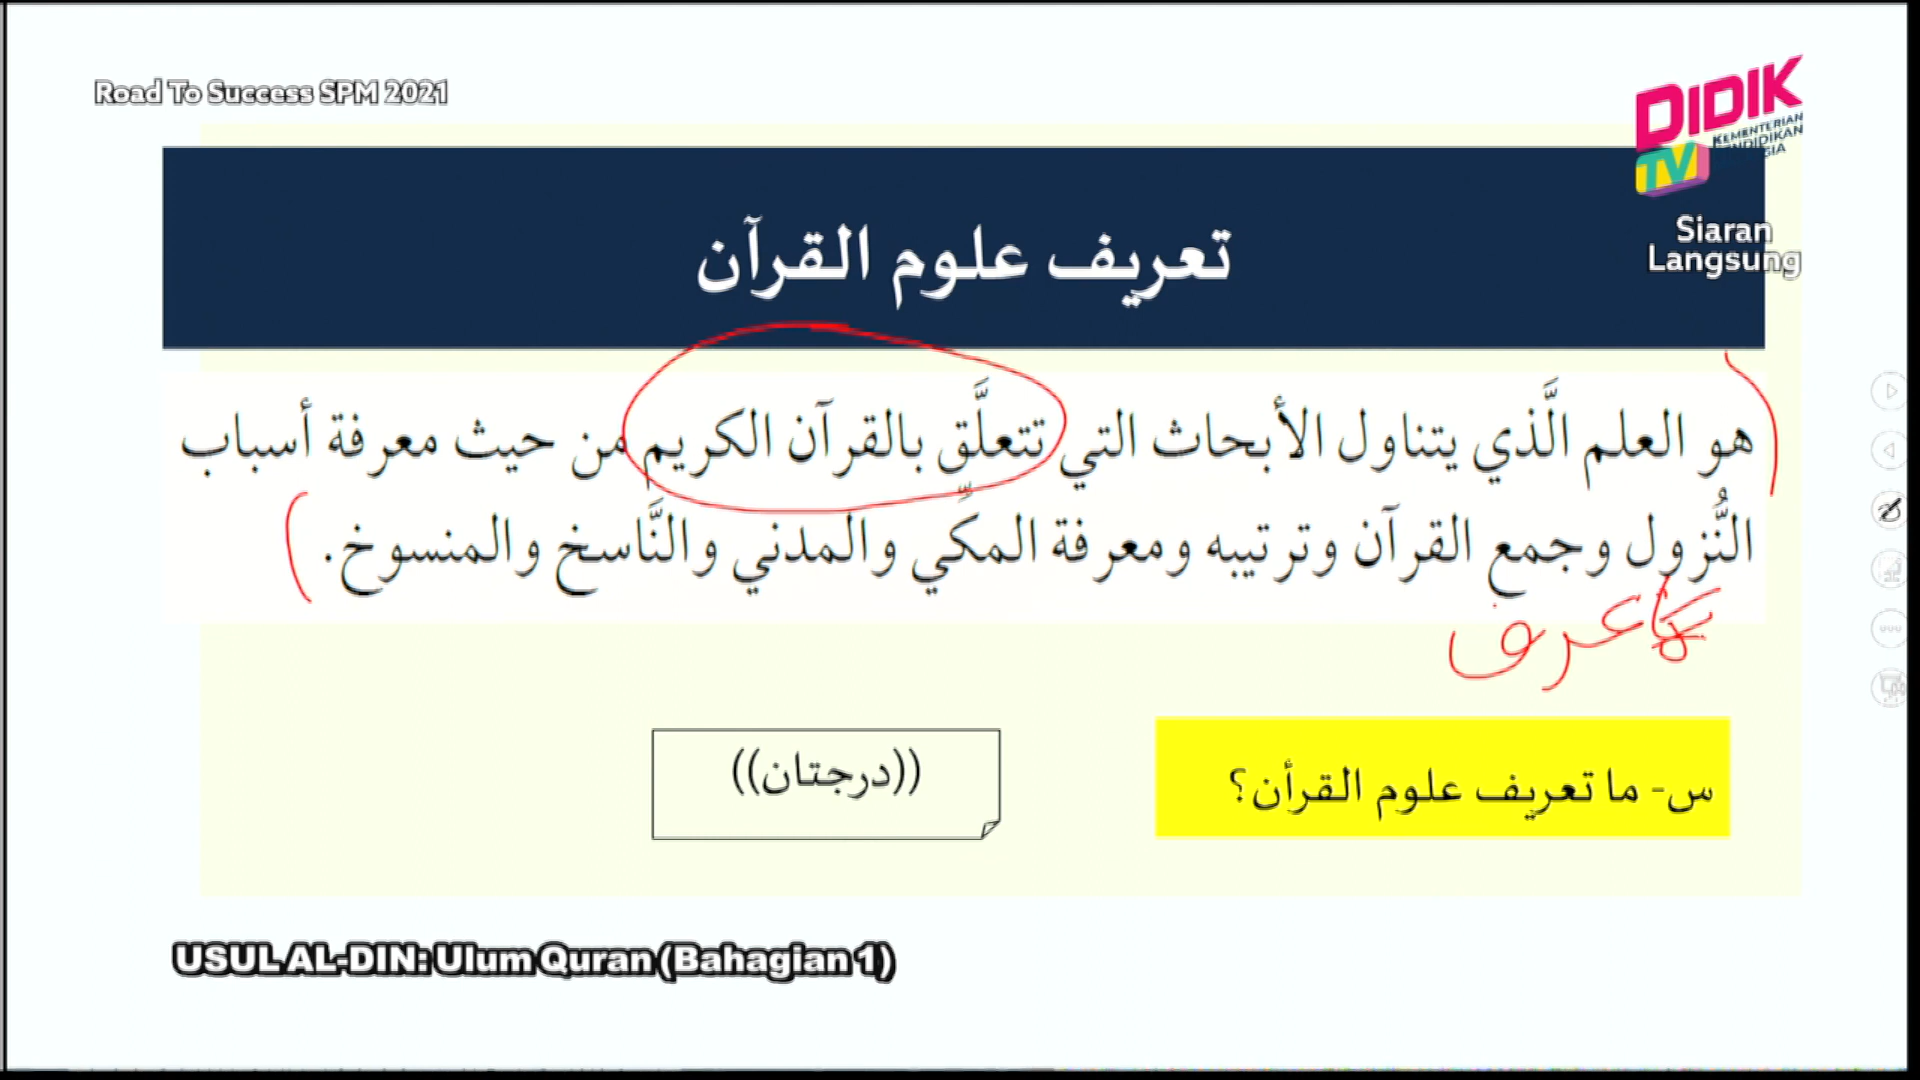 Road To Success SPM 2021
DIDIK
TV
KEMENTERIAN
Siaran
Langsung
تعريف علوم القرآن
هو العلم الَّذي يتناول الأبحاث التي تتعلَّق بالقرآن الكريم من حيث معرفة أسباب
النُّزول وجمع القرآن وترتيبه ومعرفة المكِّي والمدني والنَّاسخ والمنسوخ.
س- ما تعريف علوم القرأن؟
((درجتان))
USUL AL-DIN: Ulum Quran (Bahagian 1)